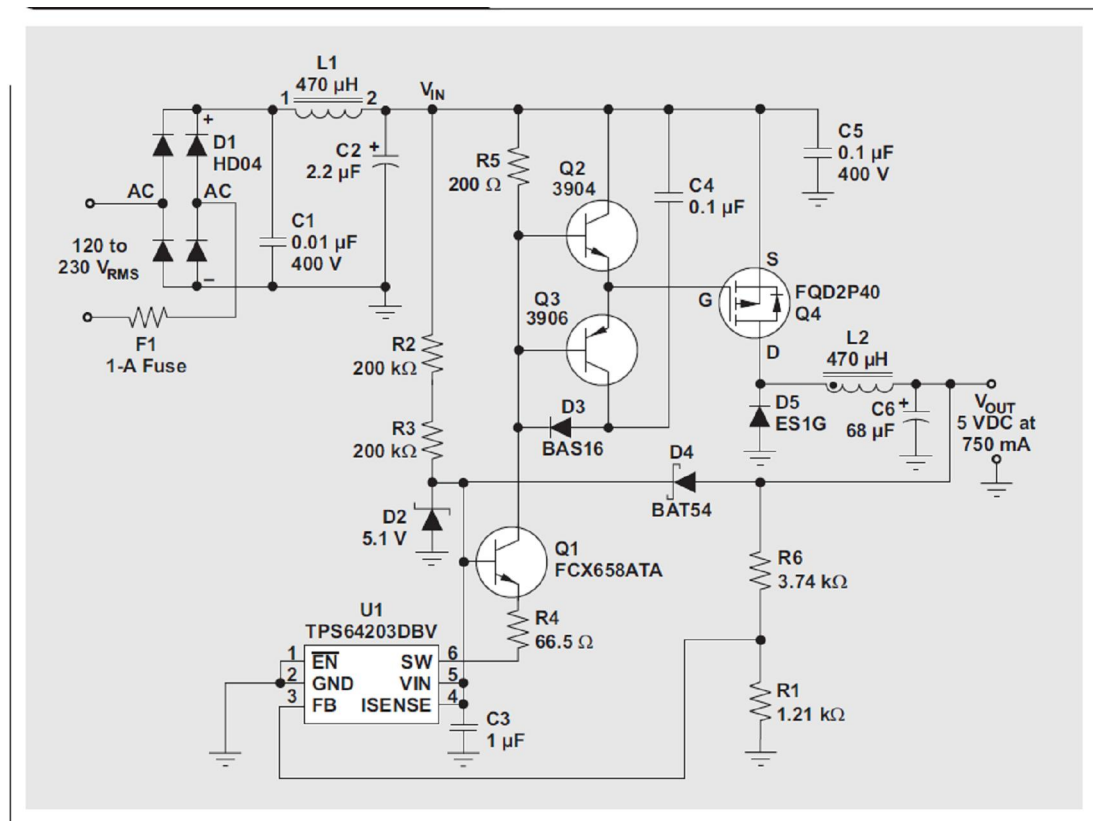 L1
470 µH
1 2
V_IN
+
D1
HD04
C2
2.2 µF
+
R5
200 Ω
Q2
3904
C4
0.1 µF
C5
0.1 µF
400 V
AC
AC
C1
0.01 µF
400 V
120 to
230 V_RMS
–
Q3
3906
S
G
FQD2P40
Q4
D
F1
1-A Fuse
R2
200 kΩ
L2
470 µH
R3
200 kΩ
D3
BAS16
D5
ES1G
C6
68 µF
+
V_OUT
5 VDC at
750 mA
D4
BAT54
D2
5.1 V
Q1
FCX658ATA
R6
3.74 kΩ
U1
TPS64203DBV
R4
66.5 Ω
1 E̅N̅ SW 6
2 GND VIN 5
3 FB ISENSE 4
C3
1 µF
R1
1.21 kΩ